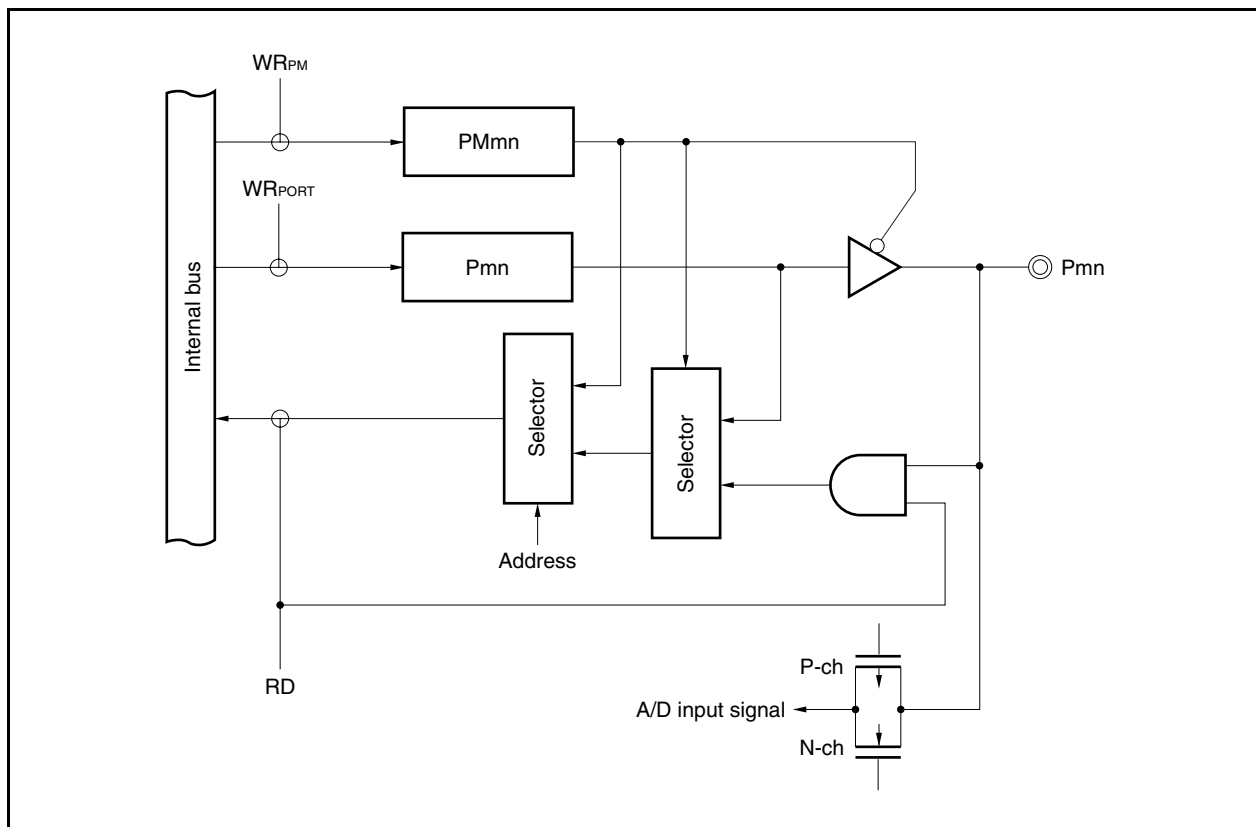 WRPM
PMmn
WRPORT
Pmn
Pmn
Internal bus
Selector
Selector
Address
RD
P-ch
A/D input signal
N-ch